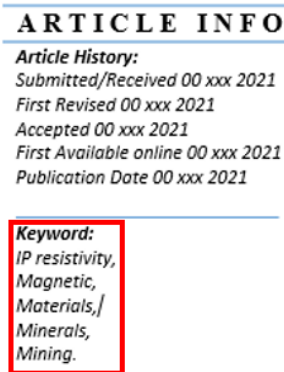 ARTICLE INFO
Article History:
Submitted/Received 00 xxx 2021
First Revised 00 xxx 2021
Accepted 00 xxx 2021
First Available online 00 xxx 2021
Publication Date 00 xxx 2021
Keyword:
IP resistivity,
Magnetic,
Materials,
Minerals,
Mining.